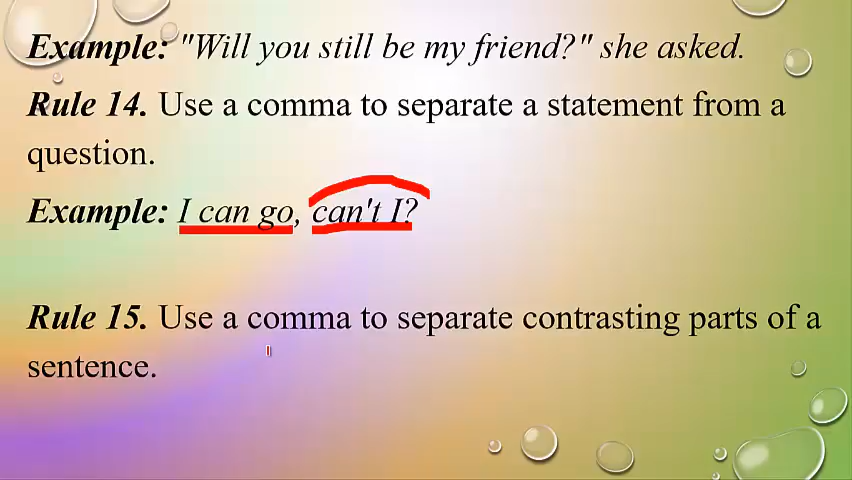 Example: "Will you still be my friend?" she asked.
Rule 14. Use a comma to separate a statement from a
question.
Example: I can go, can't I?
Rule 15. Use a comma to separate contrasting parts of a
sentence.